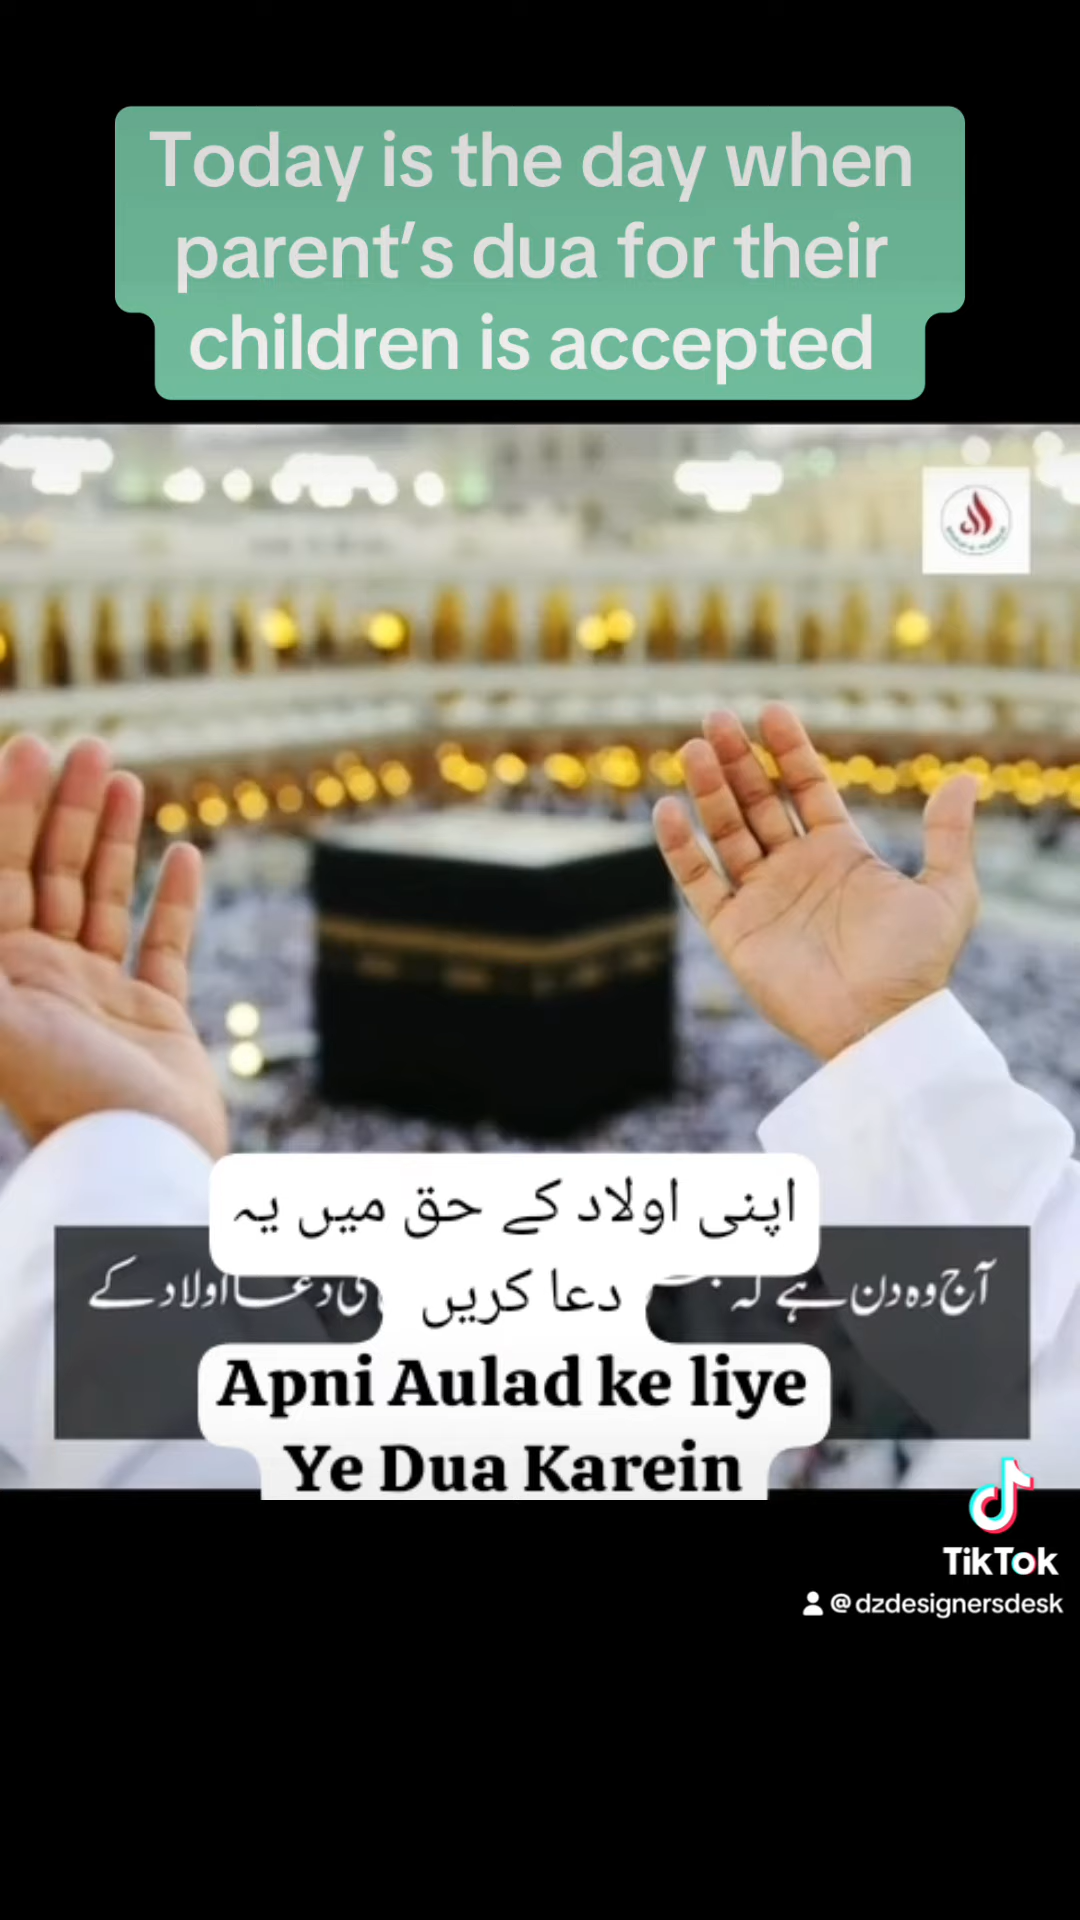 Today is the day when
parent’s dua for their
children is accepted
اپنی اولاد کے حق میں یہ
دعا کریں
آج وہ دن ہے کہ
دعا اولاد کے
Apni Aulad ke liye
Ye Dua Karein
TikTok
@dzdesignersdesk